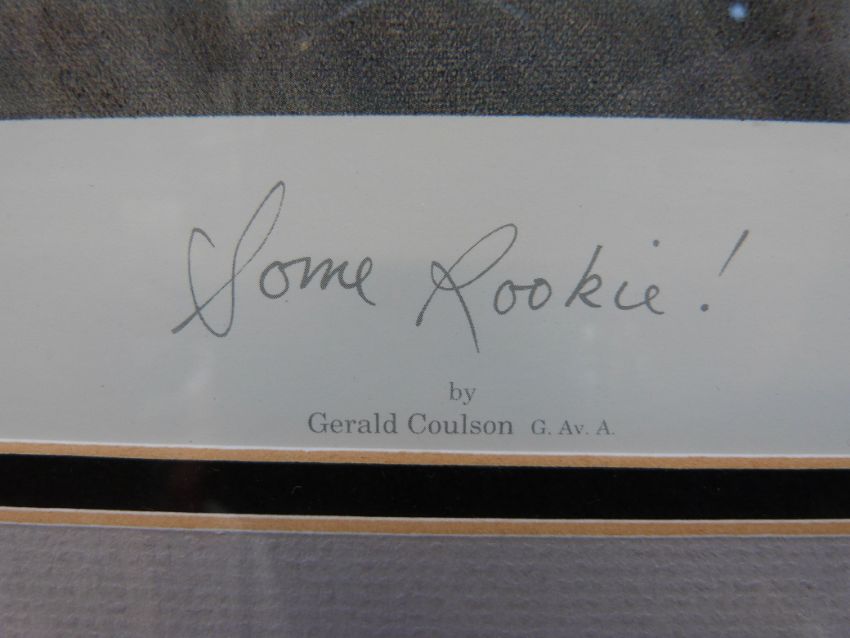 Some Rookie!
by
Gerald Coulson G. Av. A.